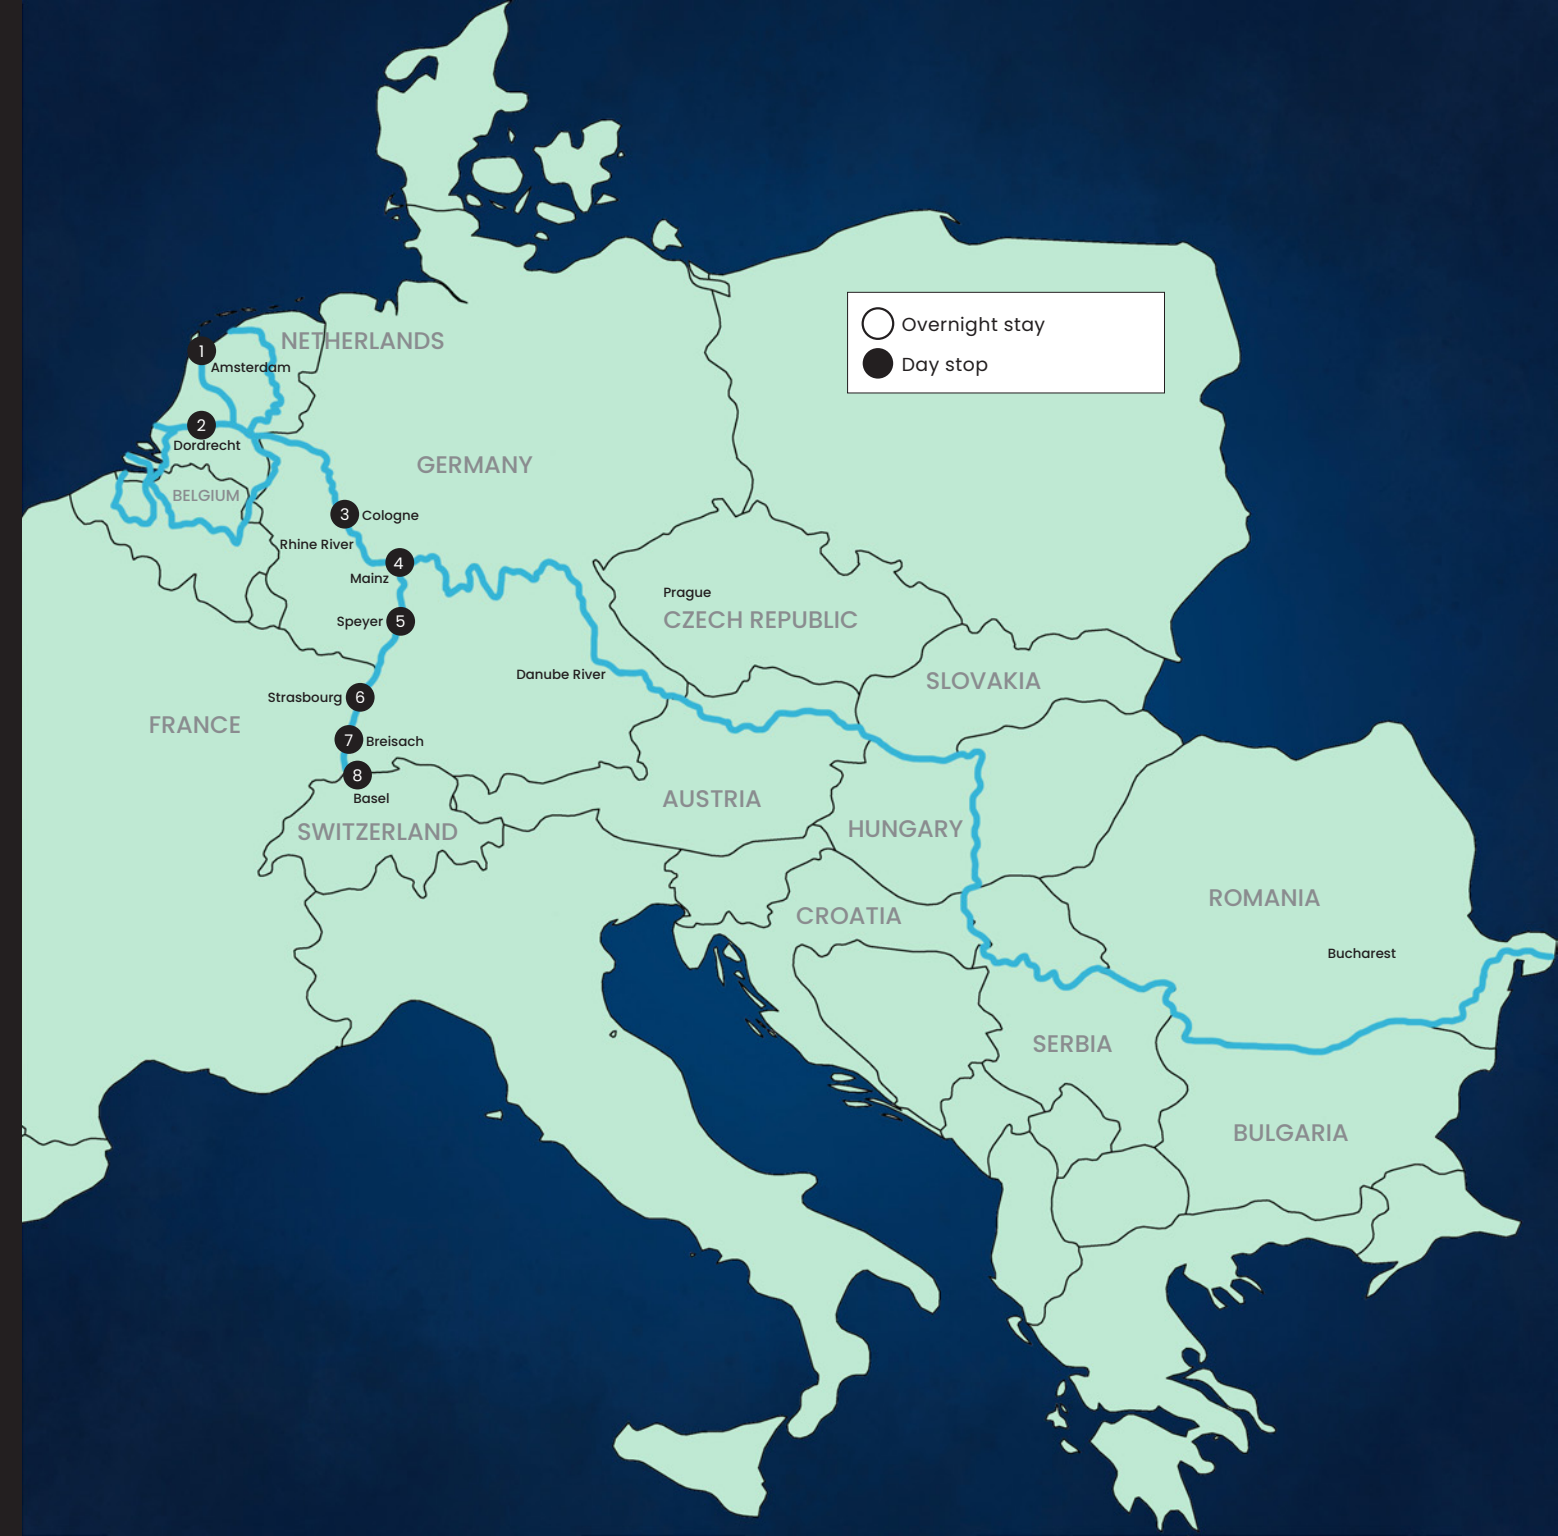 Overnight stay
Day stop
NETHERLANDS
1
Amsterdam
2
Dordrecht
GERMANY
BELGIUM
3
Cologne
Rhine River
4
Mainz
Prague
CZECH REPUBLIC
Speyer
5
Danube River
SLOVAKIA
Strasbourg
6
FRANCE
7
Breisach
8
Basel
AUSTRIA
SWITZERLAND
HUNGARY
ROMANIA
CROATIA
Bucharest
SERBIA
BULGARIA